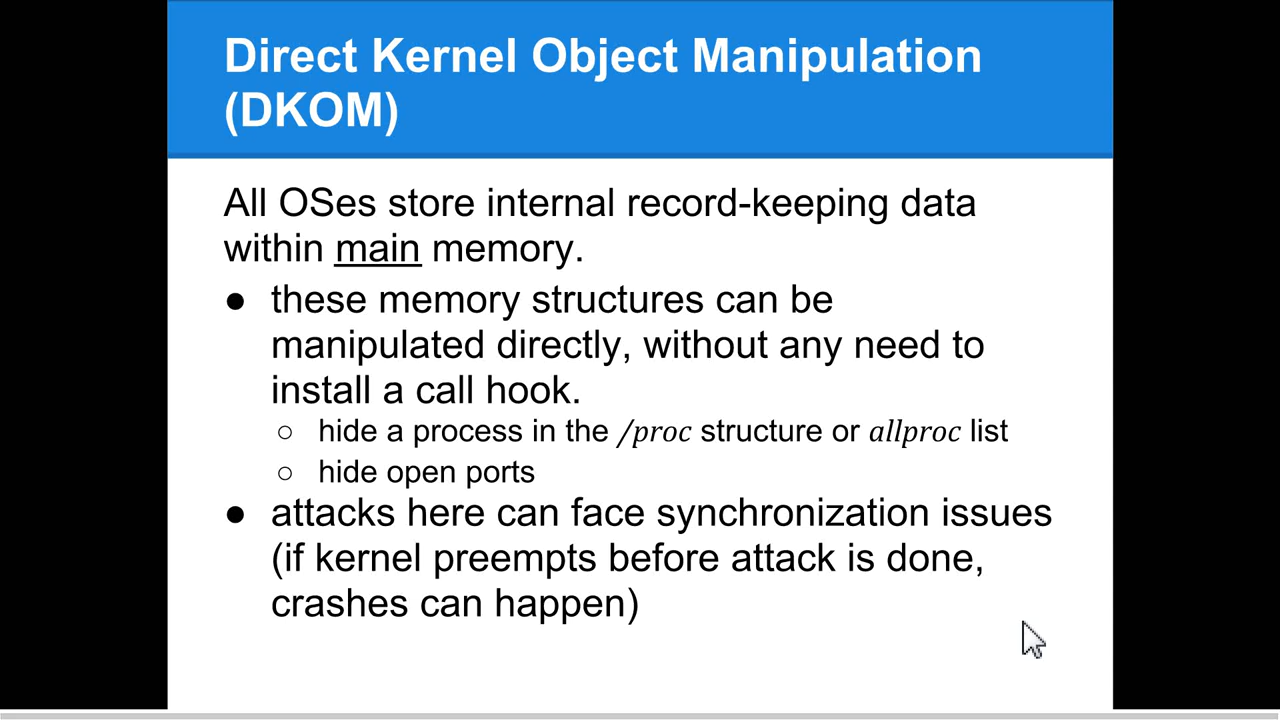 Direct Kernel Object Manipulation
(DKOM)
All OSes store internal record-keeping data
within main memory.
● these memory structures can be
manipulated directly, without any need to
install a call hook.
○ hide a process in the /proc structure or allproc list
○ hide open ports
● attacks here can face synchronization issues
(if kernel preempts before attack is done,
crashes can happen)